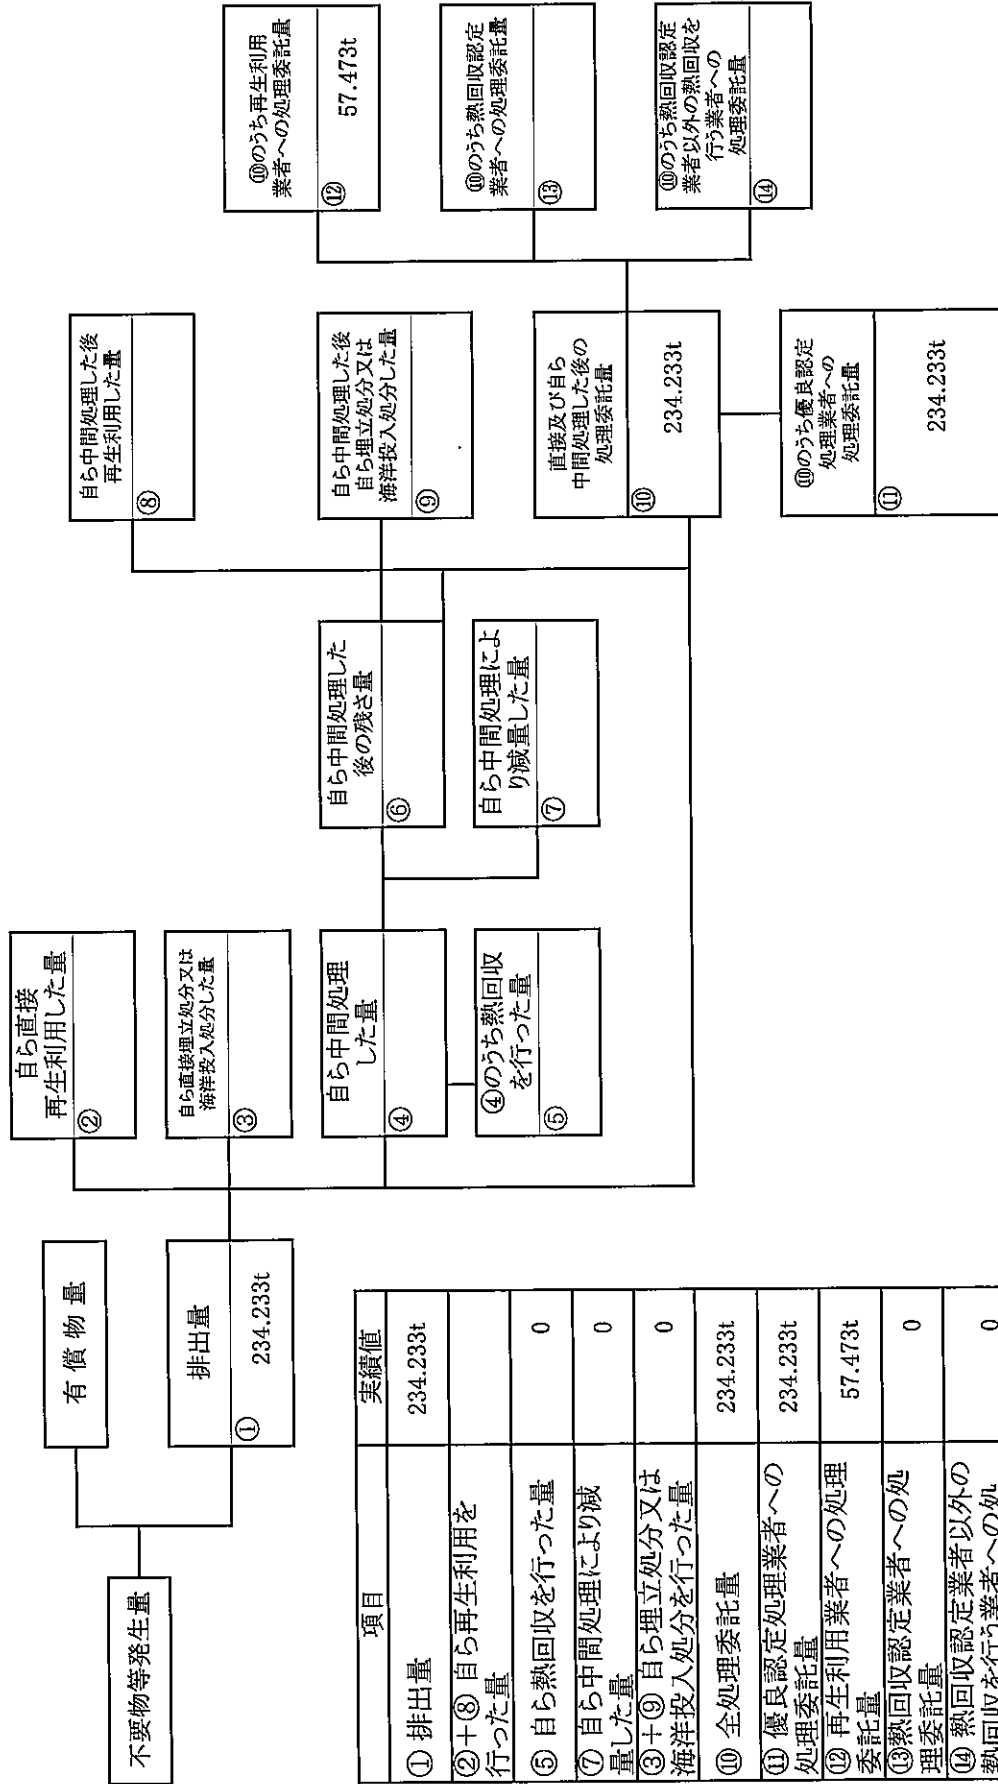 不要物等発生量
有償物量
排出量
①
234.233t
自ら直接
再生利用した量
②
自ら直接埋立処分又は
海洋投入処分した量
③
自ら中間処理
した量
④
④のうち熱回収
を行った量
⑤
自ら中間処理した
後の残さ量
⑥
自ら中間処理によ
り減量した量
⑦
自ら中間処理した後
再生利用した量
⑧
自ら中間処理した後
自ら埋立処分又は
海洋投入処分した量
⑨
直接及び自ら
中間処理した後の
処理委託量
⑩
234.233t
⑩のうち優良認定
処理業者への
処理委託量
⑪
234.233t
⑩のうち再生利用
業者への処理委託量
⑫
57.473t
⑩のうち熱回収認定
業者への処理委託量
⑬
⑩のうち熱回収認定
業者以外の熱回収を
行う業者への
処理委託量
⑭
項目 実績値
① 排出量 234.233t
②+⑧ 自ら再生利用を
行った量
⑤ 自ら熱回収を行った量 0
⑦ 自ら中間処理により減
量した量 0
③+⑨ 自ら埋立処分又は
海洋投入処分を行った量 0
⑩ 全処理委託量 234.233t
⑪ 優良認定処理業者への
処理委託量 234.233t
⑫ 再生利用業者への処理
委託量 57.473t
⑬熱回収認定業者への処
理委託量 0
⑭ 熱回収認定業者以外の
熱回収を行う業者への処 0